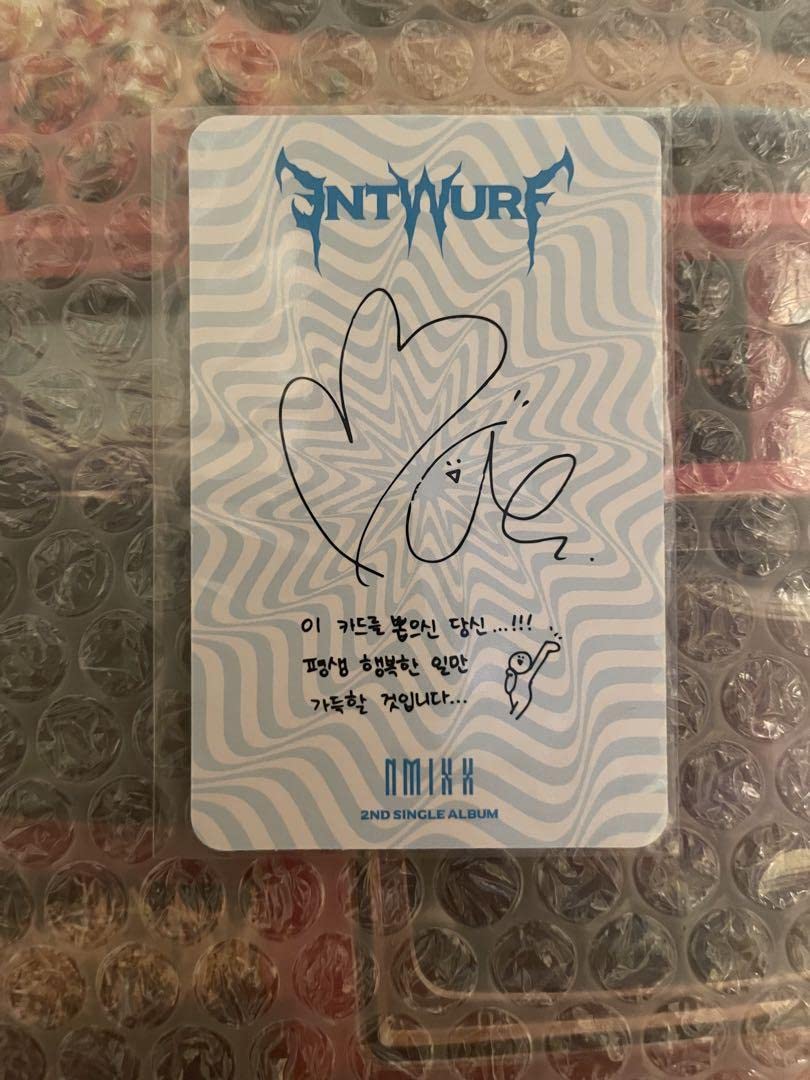 ENTWURF
이 카드를 뽑으신 당신...!!!
평생 행복한 일만
가득할 것입니다...
NMIXX
2ND SINGLE ALBUM